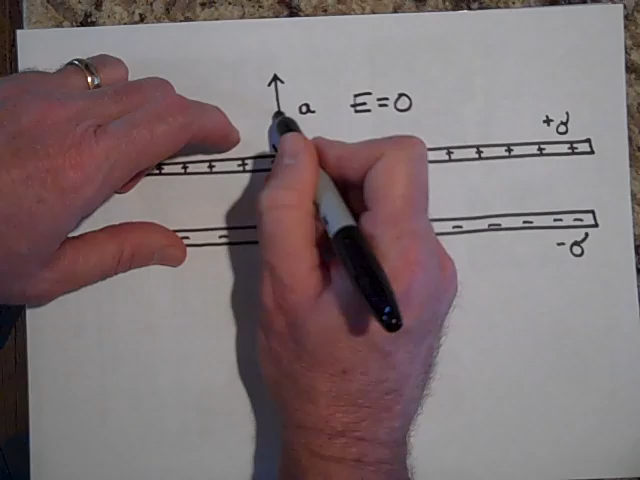 a E=0
+σ
+ + + + + + + + +
- - - - - - -
-σ